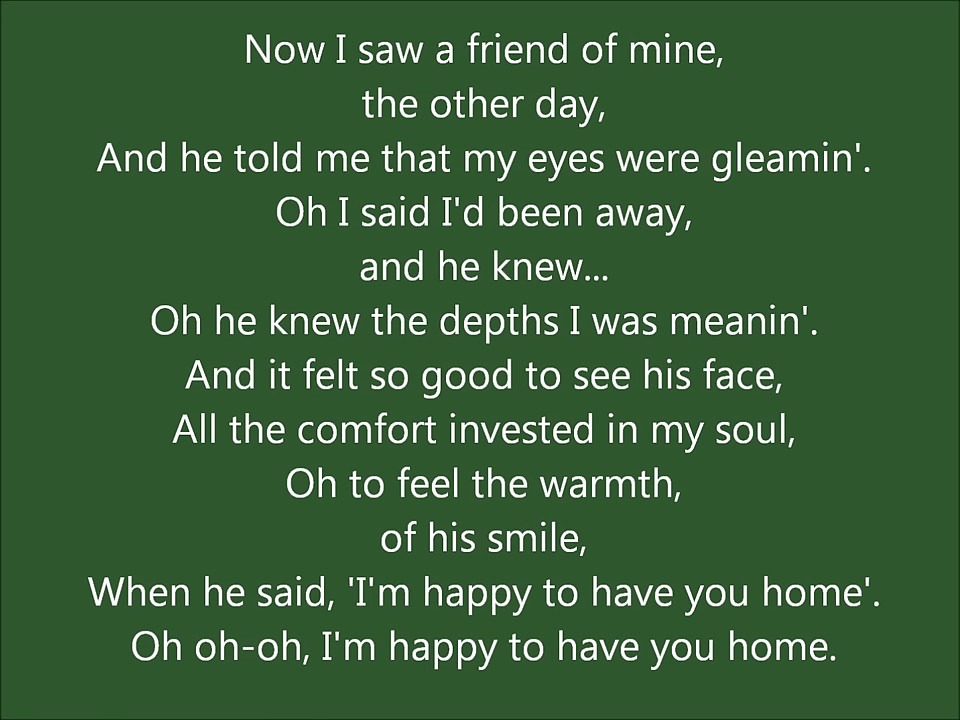 Now I saw a friend of mine,
the other day,
And he told me that my eyes were gleamin'.
Oh I said I'd been away,
and he knew...
Oh he knew the depths I was meanin'.
And it felt so good to see his face,
All the comfort invested in my soul,
Oh to feel the warmth,
of his smile,
When he said, 'I'm happy to have you home'.
Oh oh-oh, I'm happy to have you home.